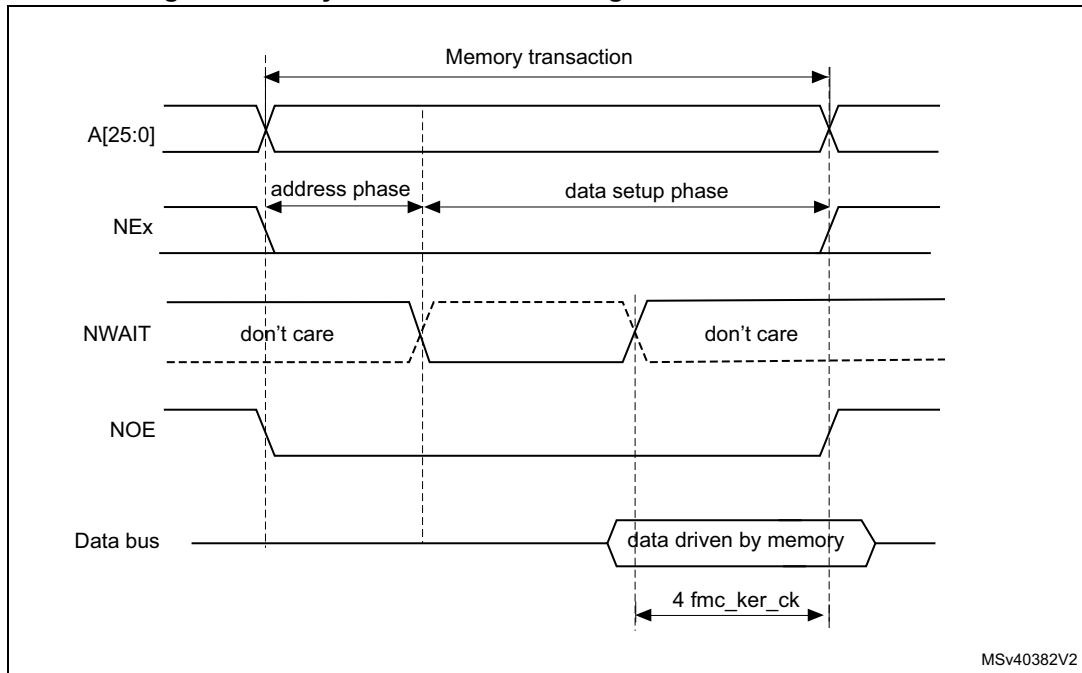 Memory transaction
A[25:0]
address phase
data setup phase
NEx
NWAIT
don't care
don't care
NOE
Data bus
data driven by memory
4 fmc_ker_ck
MSv40382V2